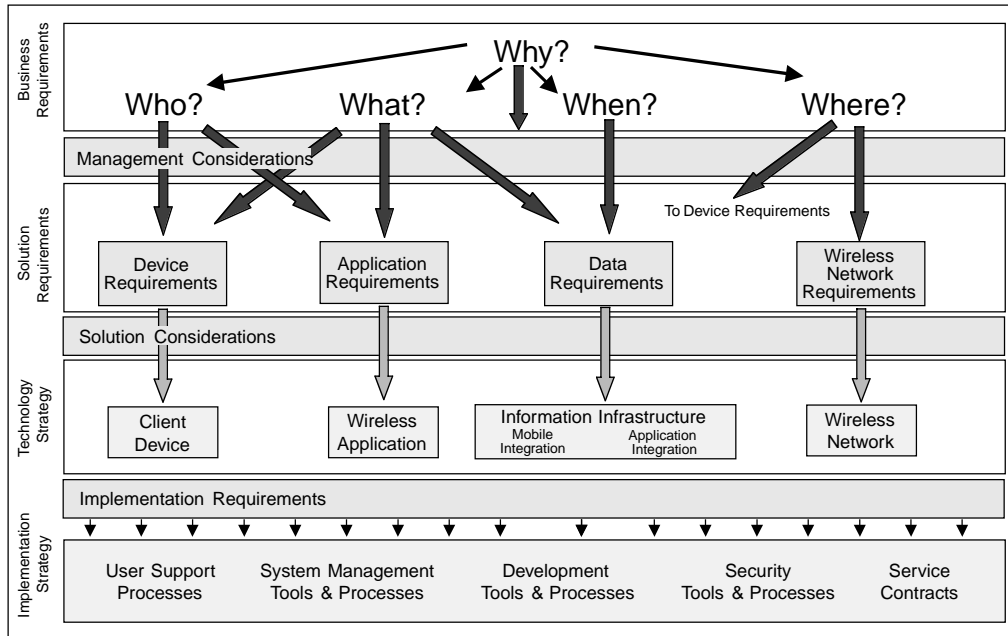 Business
Requirements
Why?
Who?
What?
When?
Where?
Management Considerations
Solution
Requirements
To Device Requirements
Device
Requirements
Application
Requirements
Data
Requirements
Wireless
Network
Requirements
Solution Considerations
Technology
Strategy
Client
Device
Wireless
Application
Information Infrastructure
Mobile
Integration
Application
Integration
Wireless
Network
Implementation Requirements
Implementation
Strategy
User Support
Processes
System Management
Tools & Processes
Development
Tools & Processes
Security
Tools & Processes
Service
Contracts